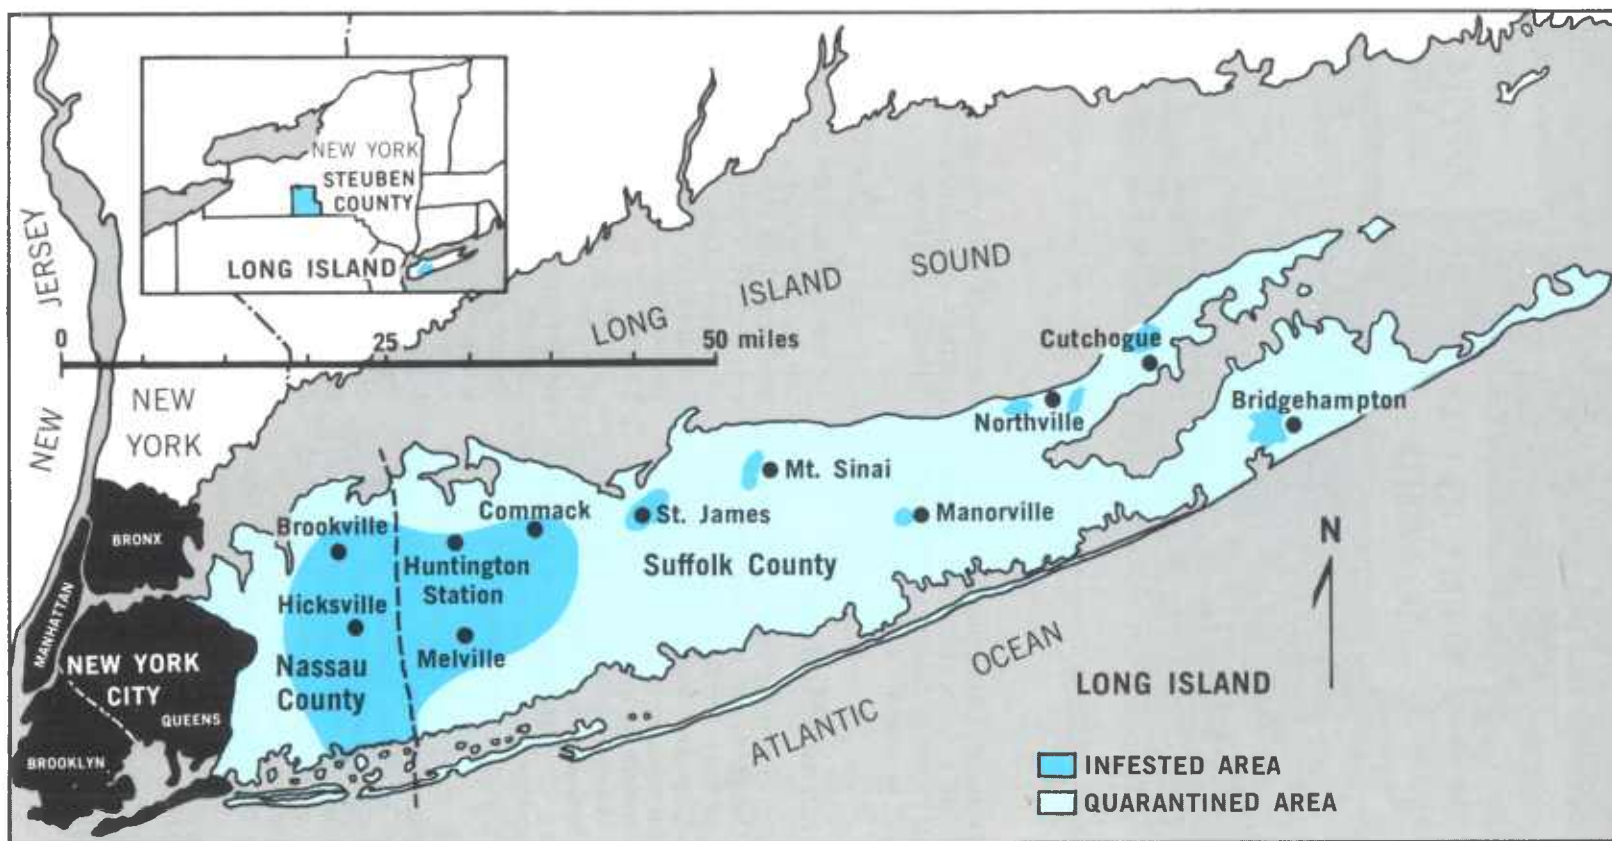 NEW YORK
STEUBEN
COUNTY
LONG ISLAND
NEW JERSEY
0
25
50 miles
LONG ISLAND SOUND
NEW
YORK
Cutchogue
Northville
Bridgehampton
Mt. Sinai
St. James
Manorville
Commack
Brookville
Huntington
Station
Suffolk County
Hicksville
Melville
Nassau
County
BRONX
MANHATTAN
NEW YORK
CITY
QUEENS
BROOKLYN
N
ATLANTIC OCEAN
LONG ISLAND
INFESTED AREA
QUARANTINED AREA